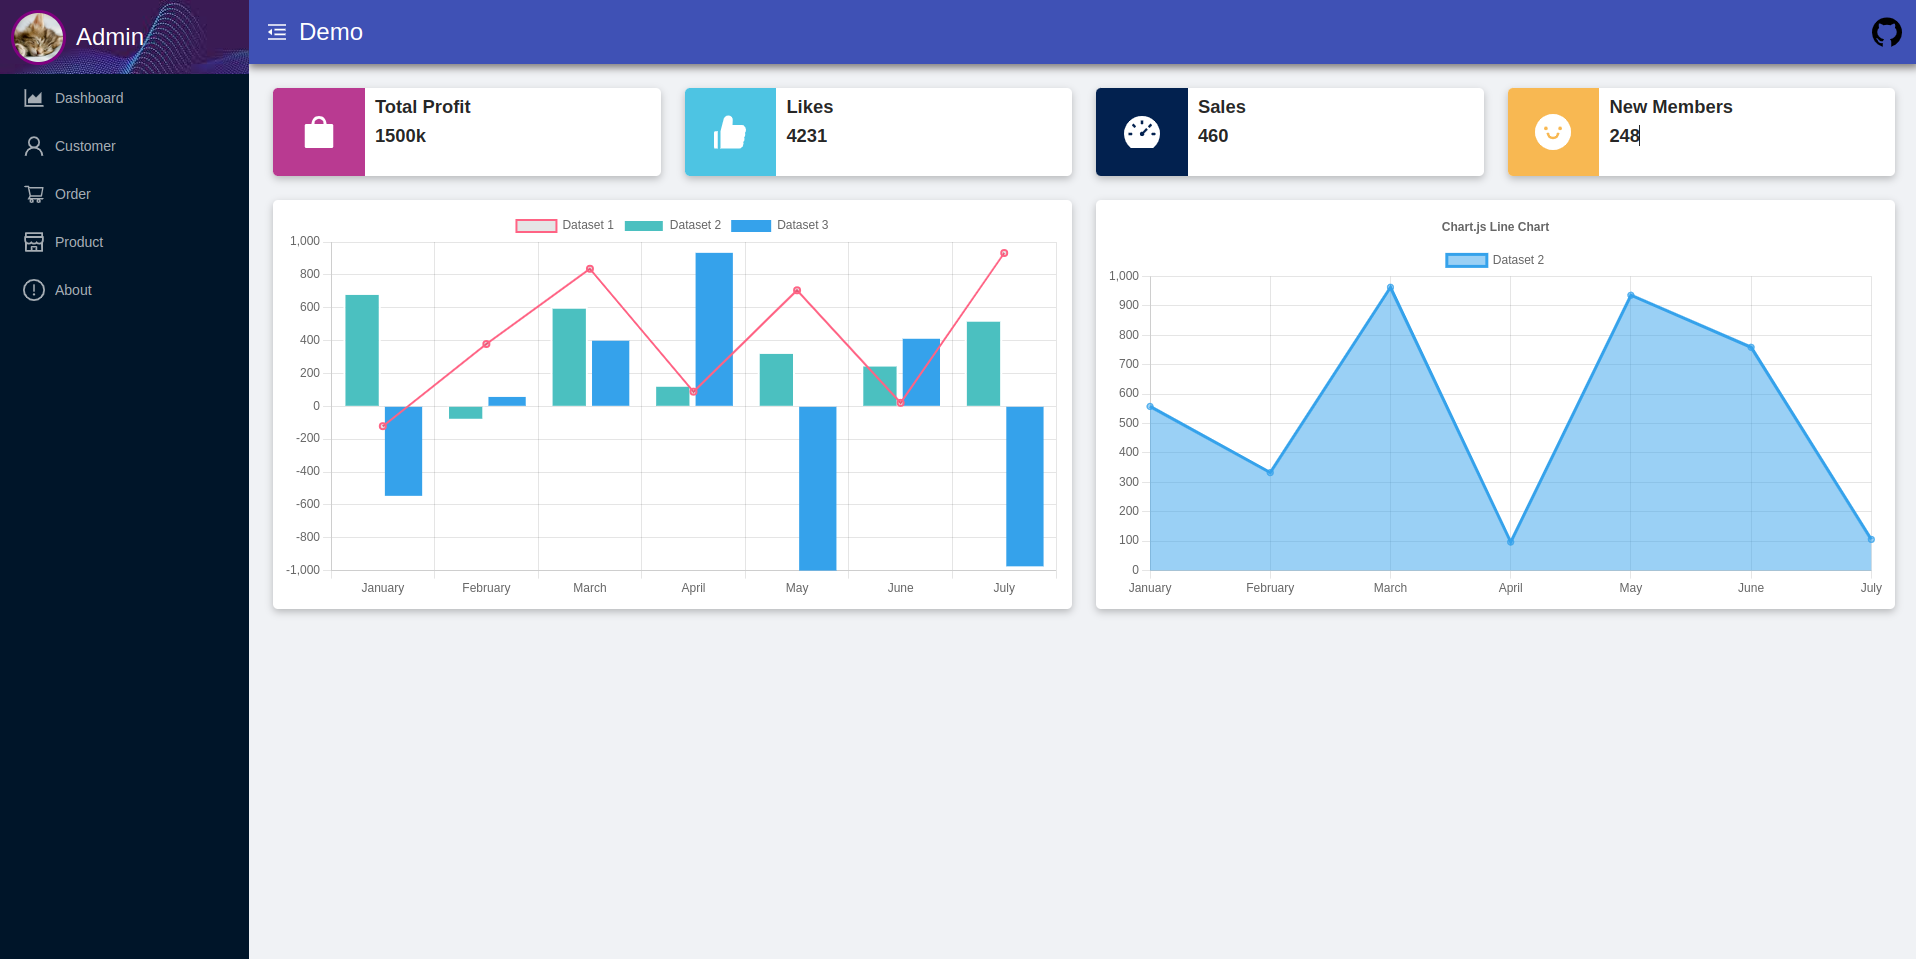 Admin
Demo
Dashboard
Customer
Order
Product
About
Total Profit
1500k
Likes
4231
Sales
460
New Members
248
Dataset 1 Dataset 2 Dataset 3
1,000
800
600
400
200
0
-200
-400
-600
-800
-1,000
January February March April May June July
Chart.js Line Chart
Dataset 2
1,000
900
800
700
600
500
400
300
200
100
0
January February March April May June July